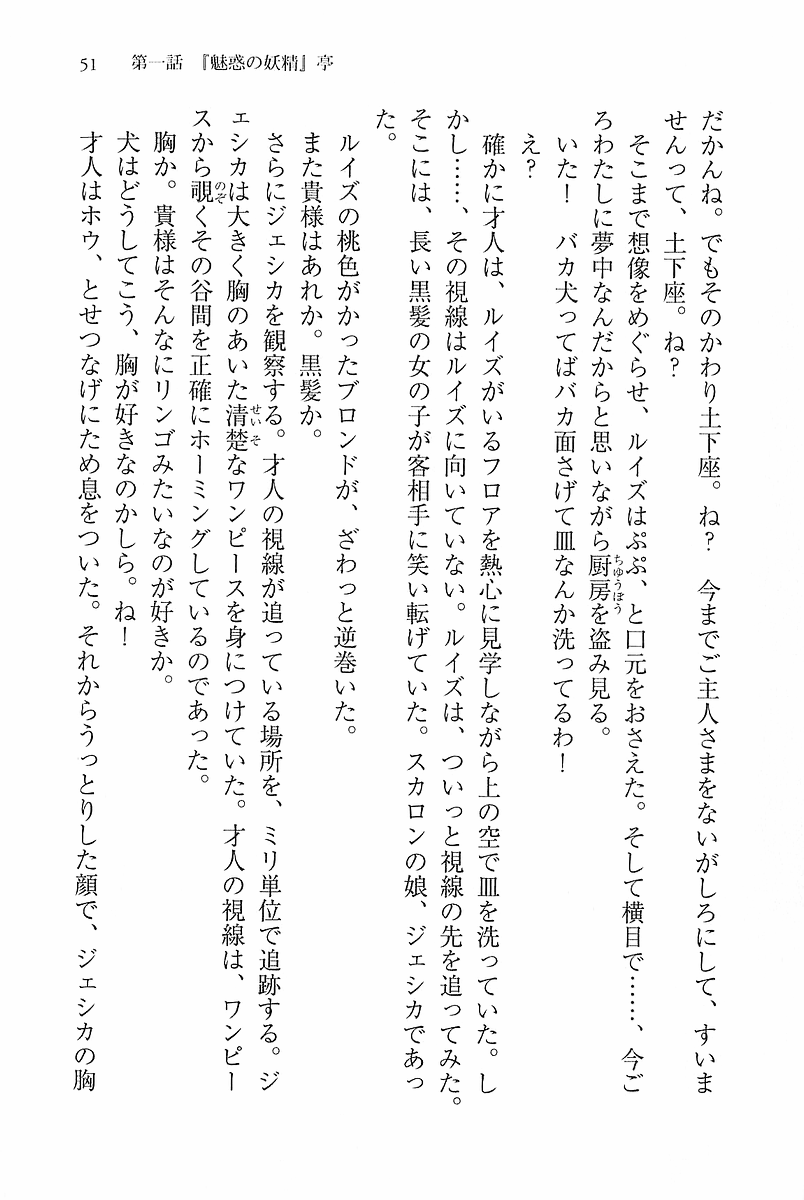 51　第一話　『魅惑の妖精』亭
だかんね。でもそのかわり土下座。ね？　今までご主人さまをないがしろにして、すいま
せんって、土下座。ね？
　そこまで想像をめぐらせ、ルイズはぷぷ、と口元をおさえた。そして横目で……、今ご
ろわたしに夢中なんだからと思いながら厨房を盗み見る。
　いた！　バカ犬ってばバカ面さげて皿なんか洗ってるわ！
　え？
　確かに才人は、ルイズがいるフロアを熱心に見学しながら上の空で皿を洗っていた。し
かし……、その視線はルイズに向いていない。ルイズは、ついっと視線の先を追ってみた。
そこには、長い黒髪の女の子が客相手に笑い転げていた。スカロンの娘、ジェシカであっ
た。
　ルイズの桃色がかったブロンドが、ざわっと逆巻いた。
　また貴様はあれか。黒髪か。
　さらにジェシカを観察する。才人の視線が追っている場所を、ミリ単位で追跡する。ジ
ェシカは大きく胸のあいた清楚なワンピースを身につけていた。才人の視線は、ワンピー
スから覗くその谷間を正確にホーミングしているのであった。
　胸か。貴様はそんなにリンゴみたいなのが好きか。
　犬はどうしてこう、胸が好きなのかしら。ね！
　才人はホウ、とせつなげにため息をついた。それからうっとりした顔で、ジェシカの胸
ちゅうぼう
せいそ
のぞ